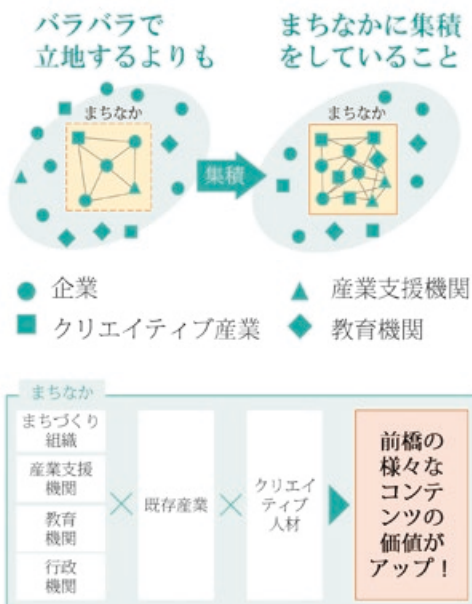 バラバラで
立地するよりも
まちなかに集積
をしていること
まちなか
集積
まちなか
企業
産業支援機関
クリエイティブ産業
教育機関
まちなか
まちづくり
組織
産業支援
機関
教育
機関
行政
機関
×
既存産業
×
クリエイ
ティブ
人材
前橋の
様々な
コンテ
ンツの
価値が
アップ！